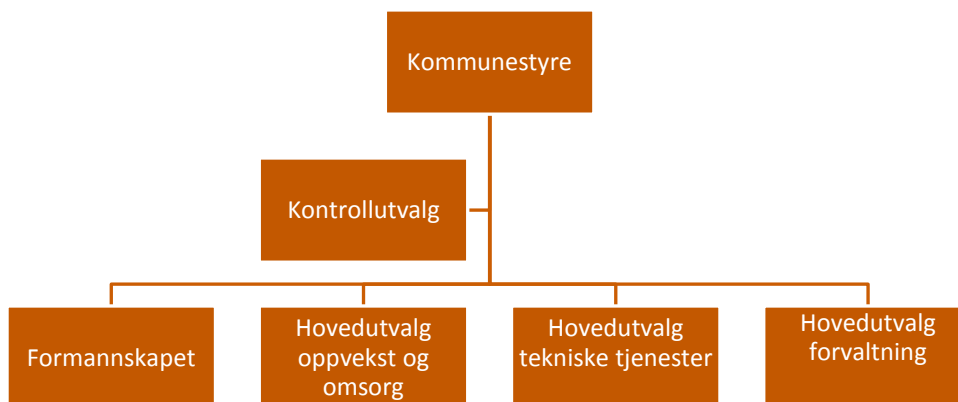 Kommunestyre
Kontrollutvalg
Formannskapet
Hovedutvalg
oppvekst og
omsorg
Hovedutvalg
tekniske tjenester
Hovedutvalg
forvaltning